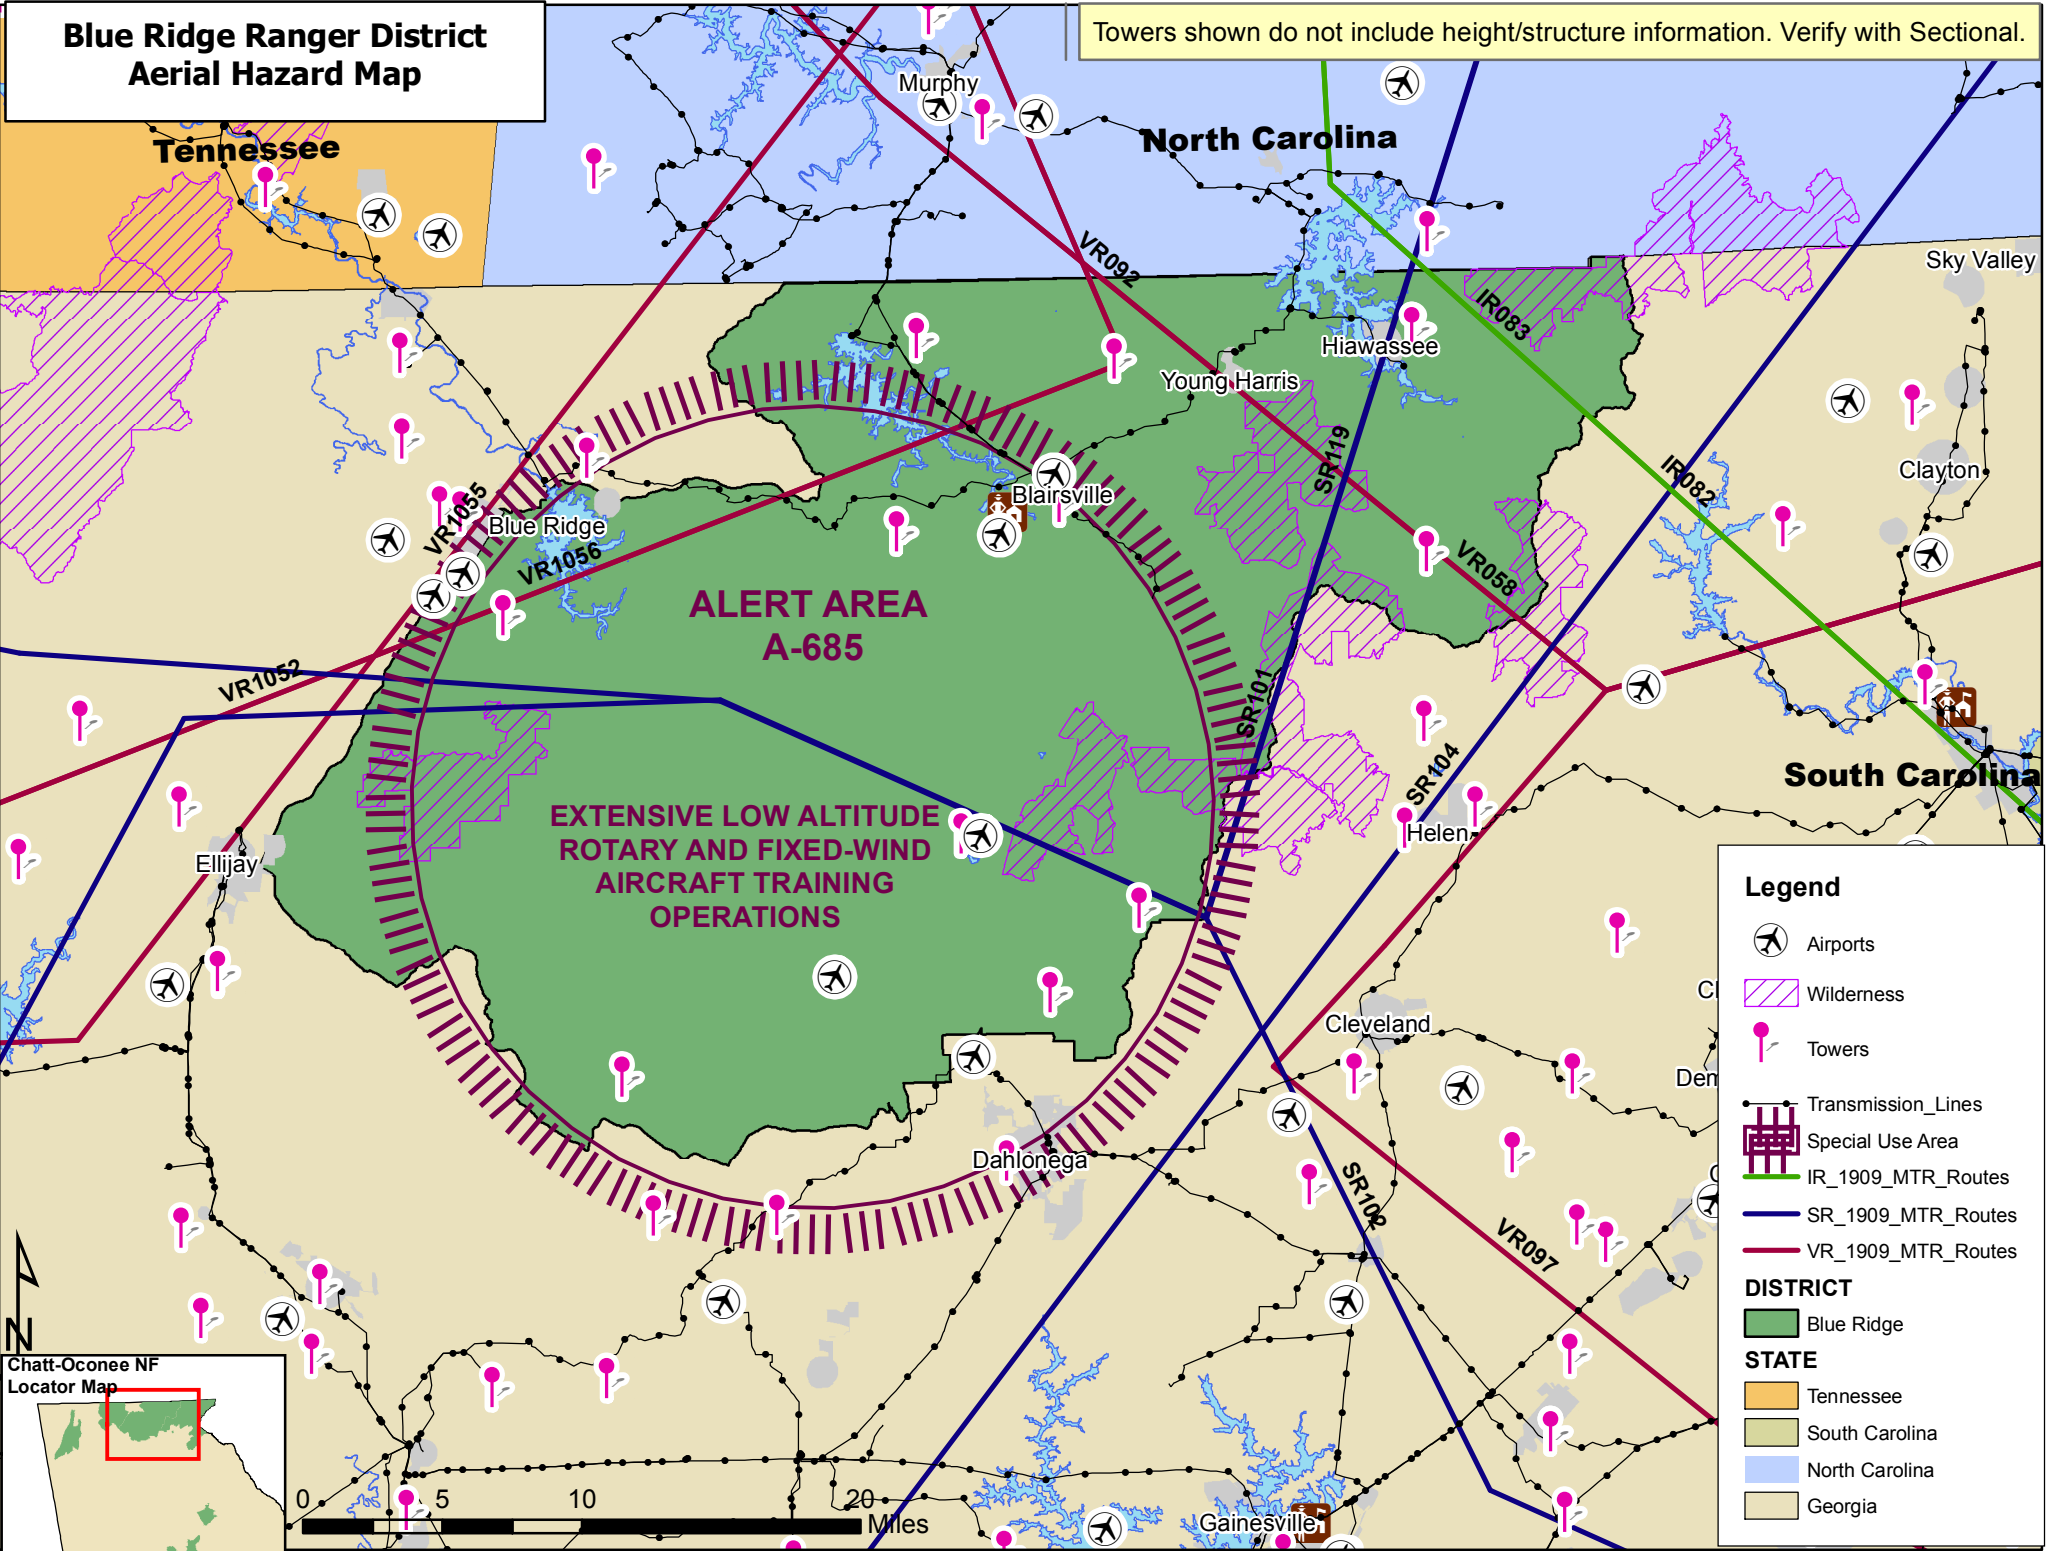 Blue Ridge Ranger District
Aerial Hazard Map
Towers shown do not include height/structure information. Verify with Sectional.
Murphy
North Carolina
Tennessee
Sky Valley
VR092
IR083
Hiawassee
Young Harris
SR119
Clayton
IR082
Blairsville
VR1055
Blue Ridge
VR1056
VR058
ALERT AREA
A-685
VR1052
SR101
SR104
South Carolina
EXTENSIVE LOW ALTITUDE
ROTARY AND FIXED-WIND
AIRCRAFT TRAINING
OPERATIONS
Helen
Ellijay
Cleveland
Dahlonega
SR102
VR097
Gainesville
Legend
Airports
Wilderness
Towers
Transmission_Lines
Special Use Area
IR_1909_MTR_Routes
SR_1909_MTR_Routes
VR_1909_MTR_Routes
DISTRICT
Blue Ridge
STATE
Tennessee
South Carolina
North Carolina
Georgia
N
Chatt-Oconee NF
Locator Map
0 5 10 20
Miles